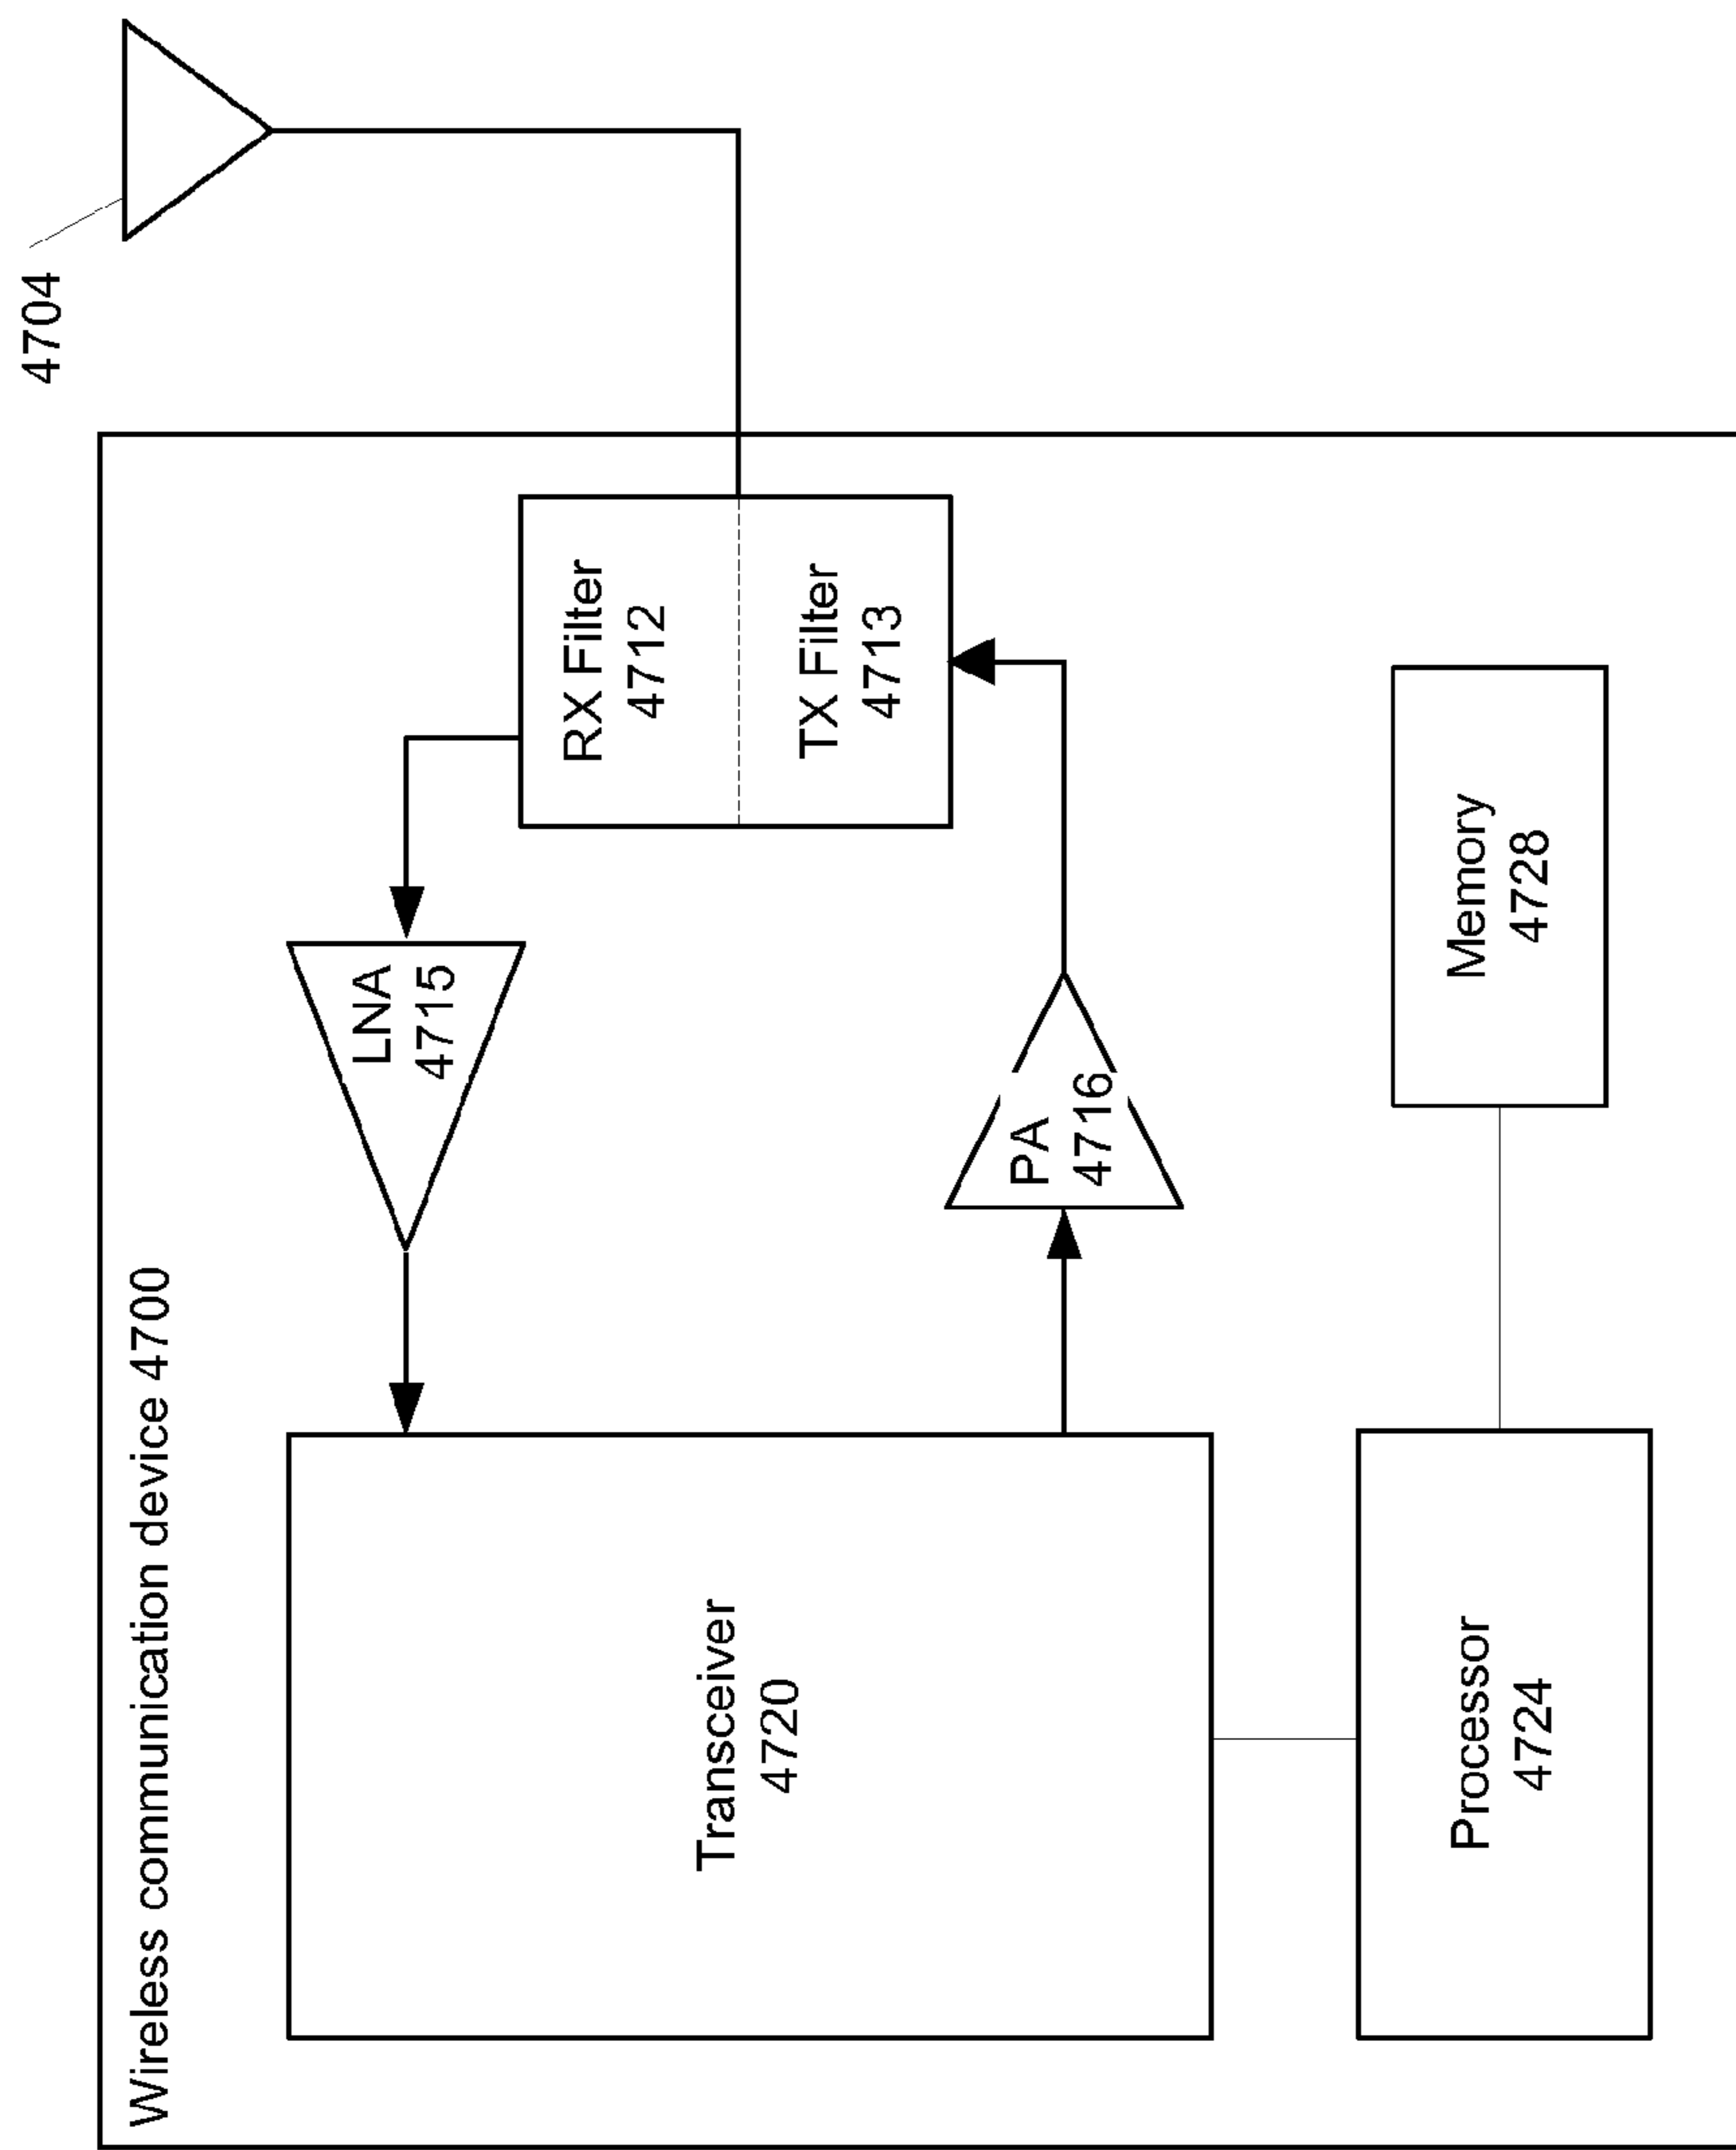 Wireless communication device 4700
4704
LNA
4715
RX Filter
4712
TX Filter
4713
Transceiver
4720
PA
4716
Processor
4724
Memory
4728